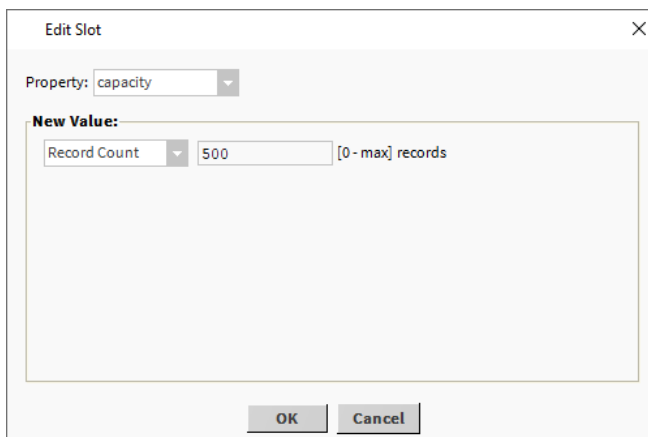 Edit Slot
Property: capacity
New Value:
Record Count 500 [0 - max] records
OK Cancel